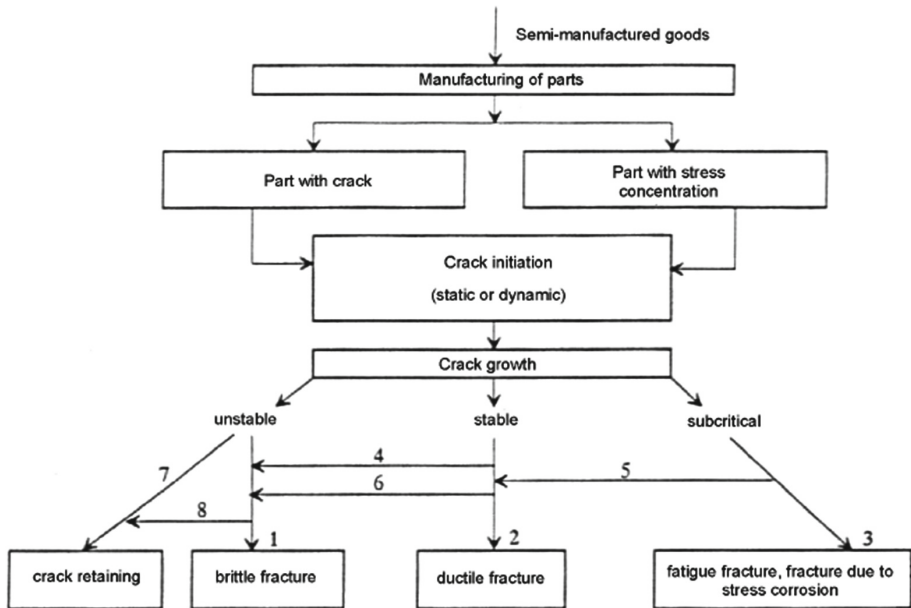 Semi-manufactured goods
Manufacturing of parts
Part with crack
Part with stress
concentration
Crack initiation
(static or dynamic)
Crack growth
unstable
stable
subcritical
4
7
5
6
8
1
2
3
crack retaining
brittle fracture
ductile fracture
fatigue fracture, fracture due to
stress corrosion